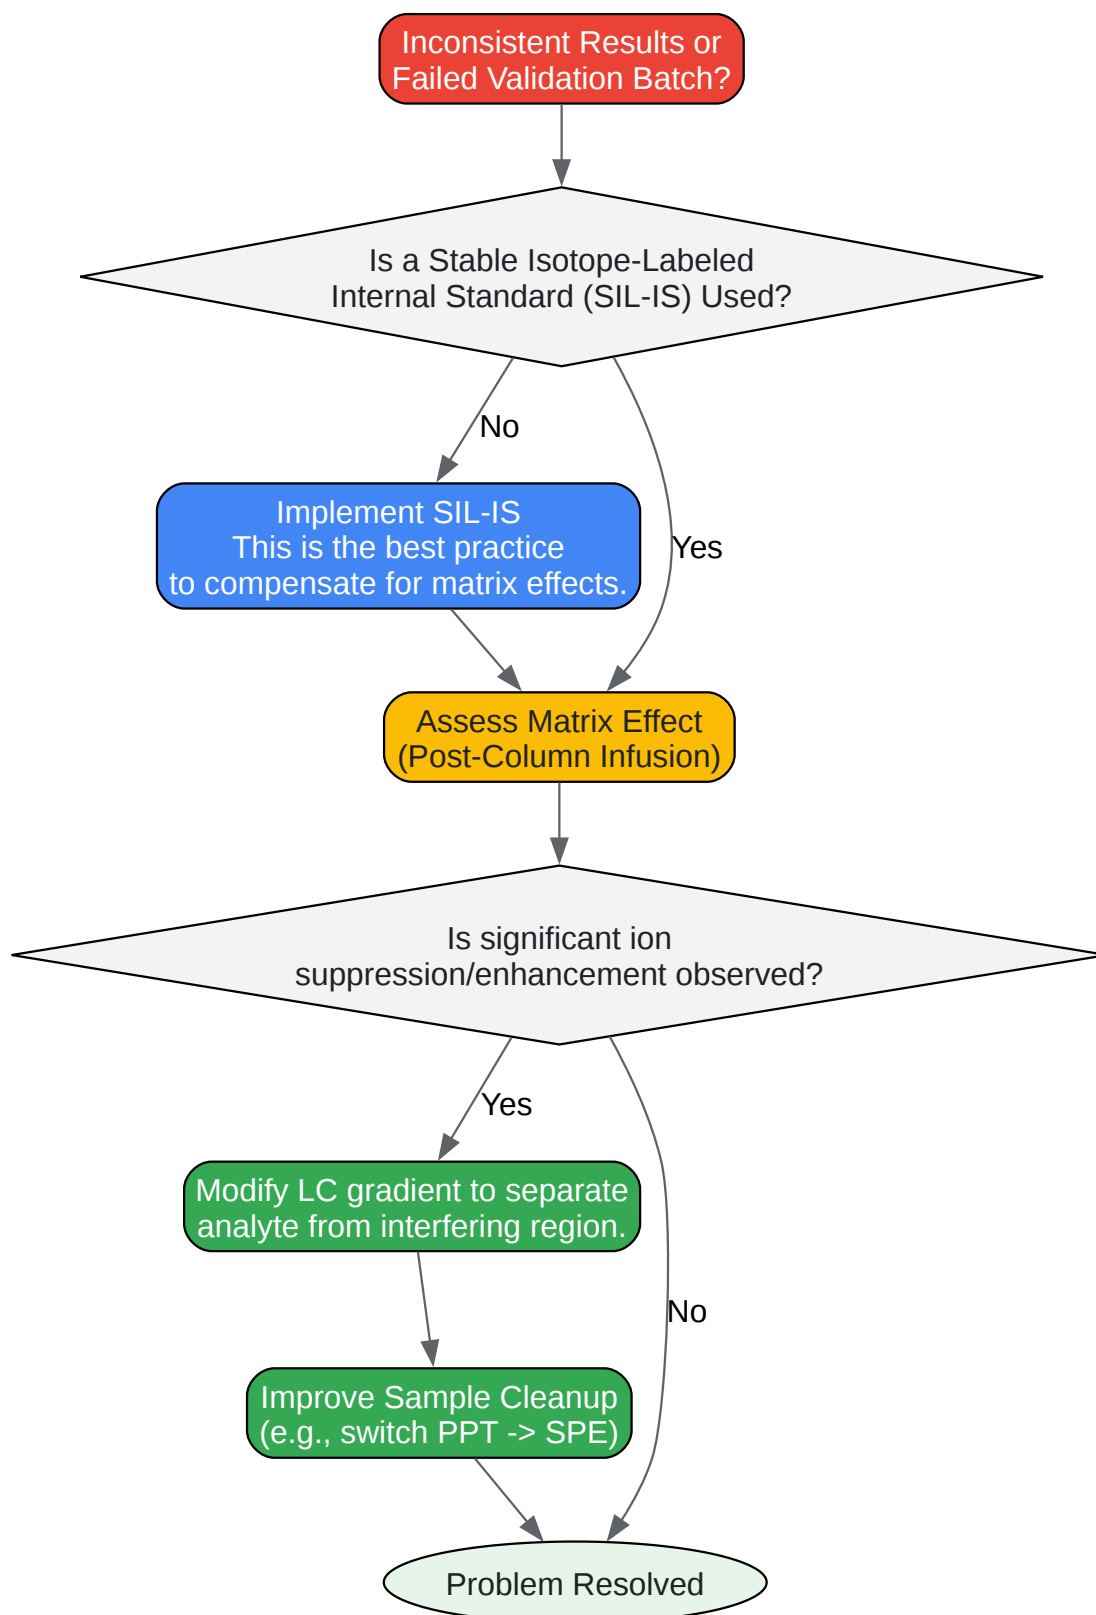 Inconsistent Results or
Failed Validation Batch?
Is a Stable Isotope-Labeled
Internal Standard (SIL-IS) Used?
No
Implement SIL-IS
This is the best practice
to compensate for matrix effects.
Yes
Assess Matrix Effect
(Post-Column Infusion)
Is significant ion
suppression/enhancement observed?
Yes
Modify LC gradient to separate
analyte from interfering region.
No
Improve Sample Cleanup
(e.g., switch PPT -> SPE)
Problem Resolved